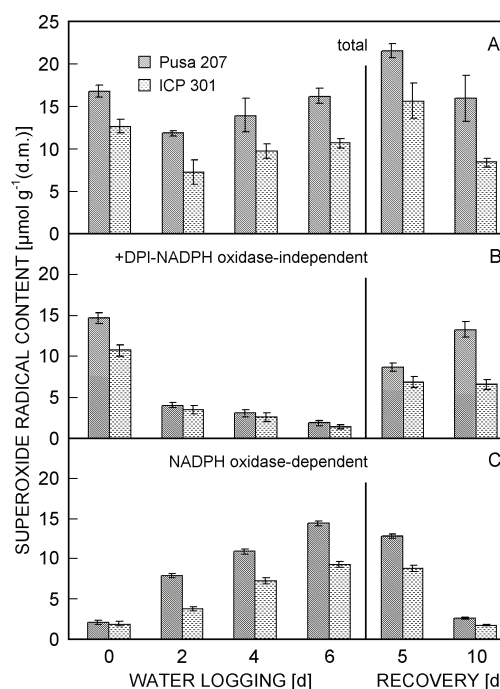 SUPEROXIDE RADICAL CONTENT [µmol g⁻¹(d.m.)]
total
A
Pusa 207
ICP 301
25
20
15
10
5
0
+DPI-NADPH oxidase-independent
B
20
15
10
5
0
NADPH oxidase-dependent
C
20
15
10
5
0
0 2 4 6 5 10
WATER LOGGING [d] RECOVERY [d